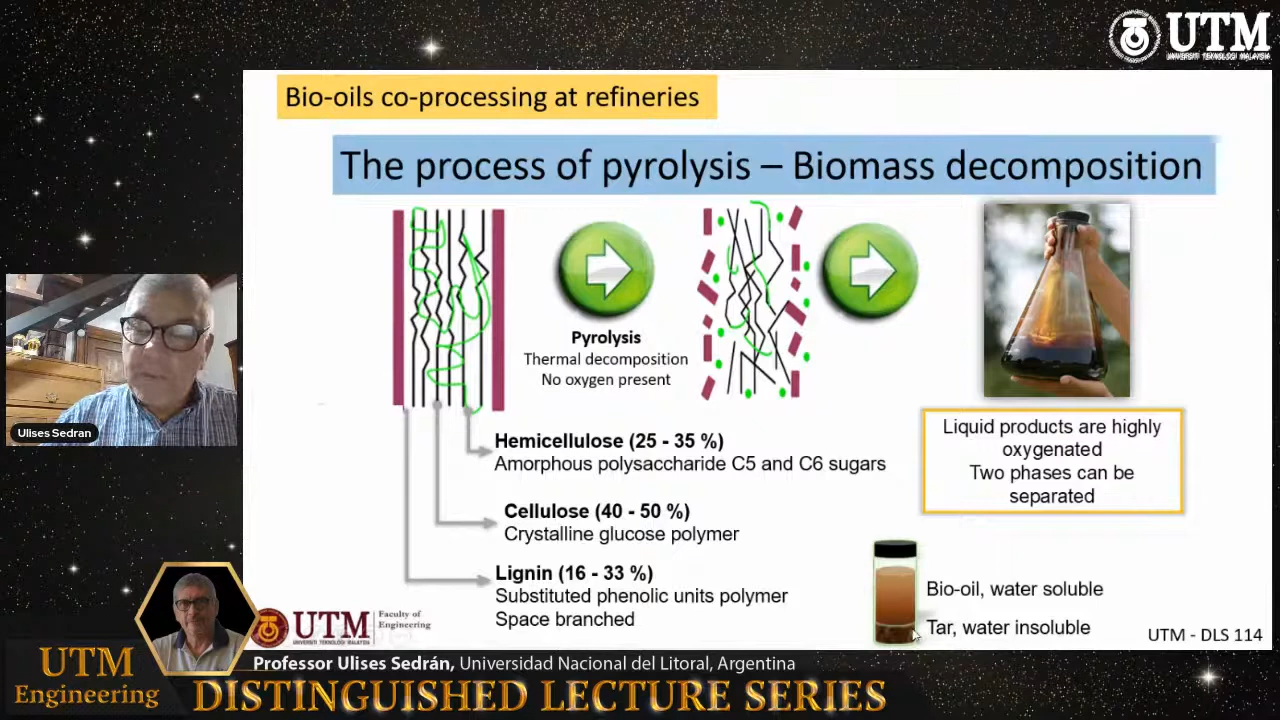 UTM
UNIVERSITI TEKNOLOGI MALAYSIA
Bio-oils co-processing at refineries
The process of pyrolysis – Biomass decomposition
Pyrolysis
Thermal decomposition
No oxygen present
Hemicellulose (25 - 35 %)
Amorphous polysaccharide C5 and C6 sugars
Cellulose (40 - 50 %)
Crystalline glucose polymer
Lignin (16 - 33 %)
Substituted phenolic units polymer
Space branched
Liquid products are highly
oxygenated
Two phases can be
separated
Bio-oil, water soluble
Tar, water insoluble
UTM - DLS 114
Ulises Sedran
UTM
UNIVERSITI TEKNOLOGI MALAYSIA
Faculty of
Engineering
Professor Ulises Sedrán, Universidad Nacional del Litoral, Argentina
UTM
Engineering
DISTINGUISHED LECTURE SERIES